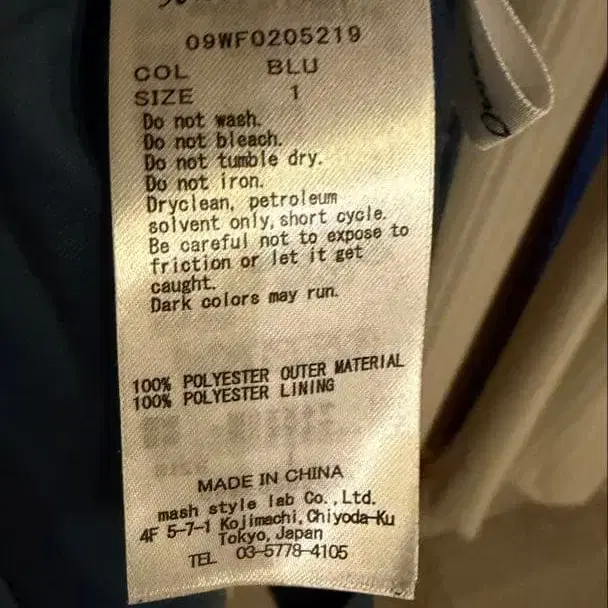 09WF0205219
COL BLU
SIZE 1
Do not wash.
Do not bleach.
Do not tumble dry.
Do not iron.
Dryclean, petroleum
solvent only, short cycle.
Be careful not to expose to
friction or let it get
caught.
Dark colors may run.
100% POLYESTER OUTER MATERIAL
100% POLYESTER LINING
MADE IN CHINA
mash style lab Co., Ltd.
4F 5-7-1 Kojimachi, Chiyoda-Ku
Tokyo, Japan
TEL 03-5778-4105